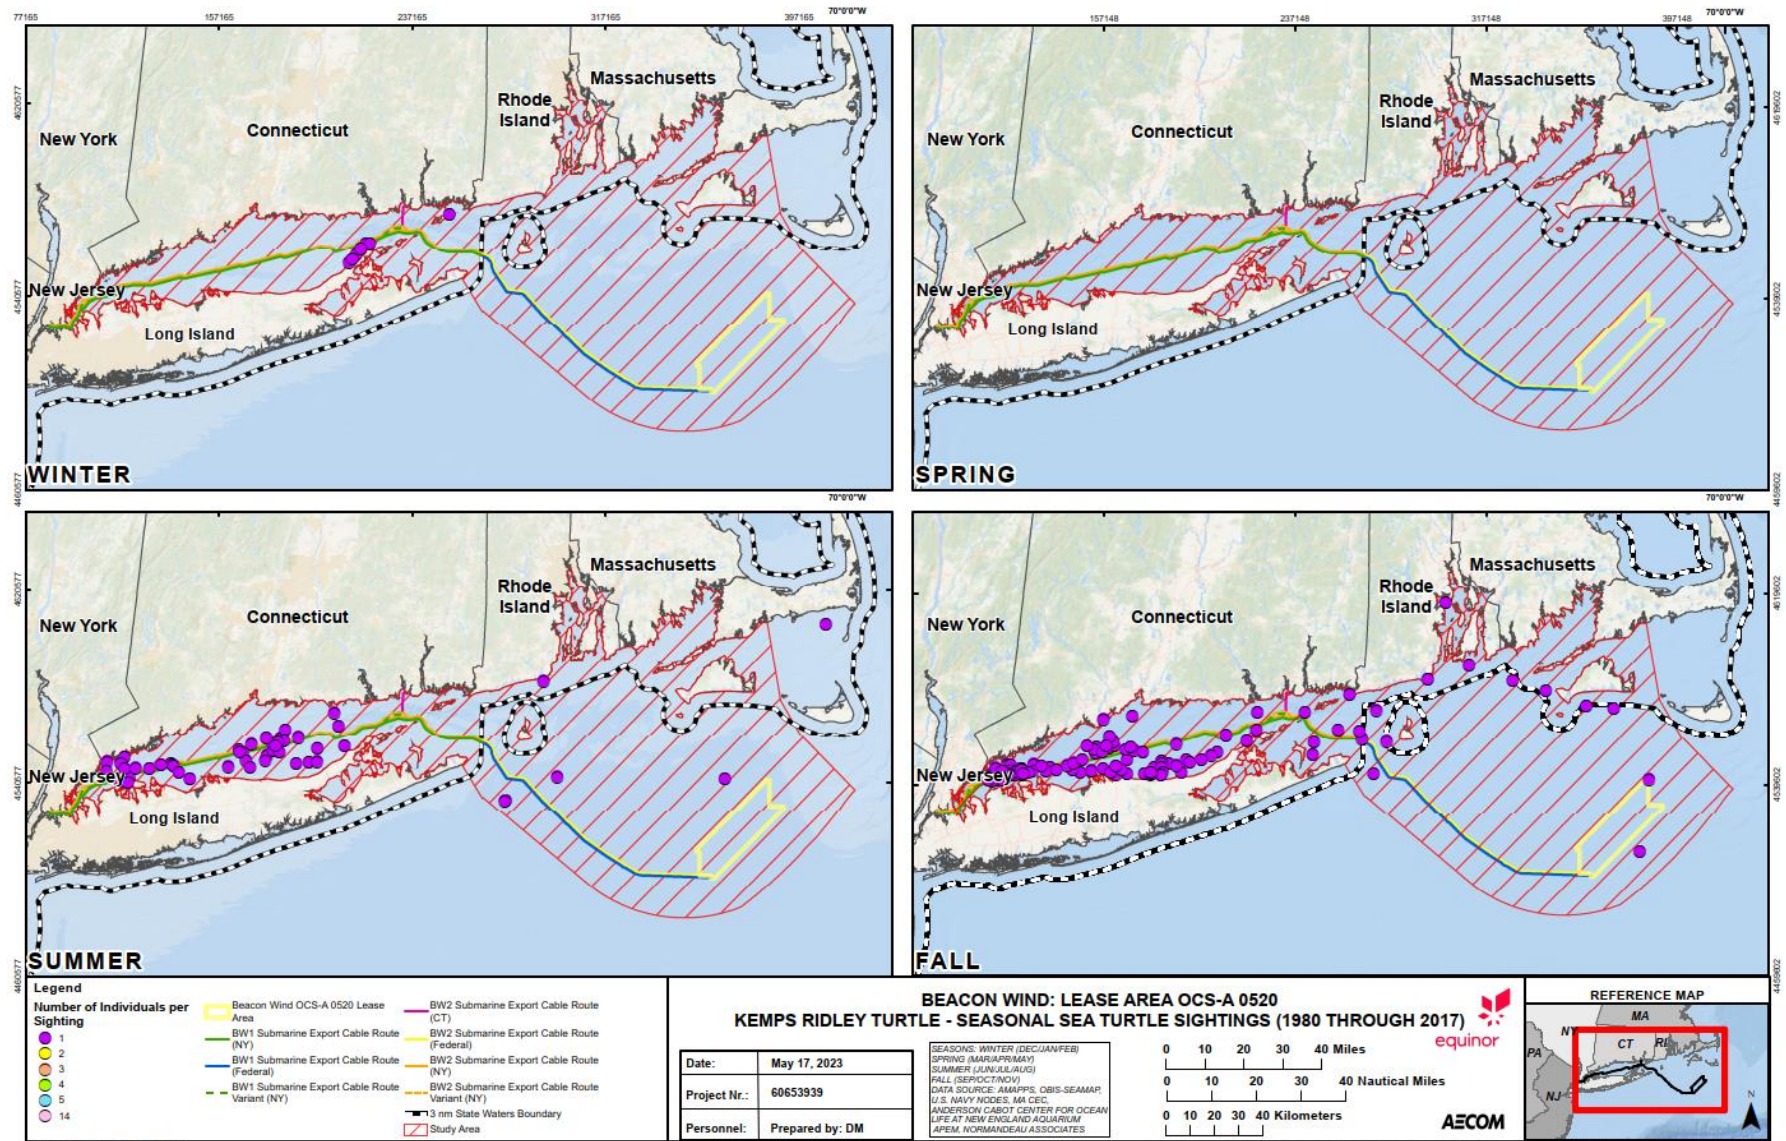 77165 157165 237165 317165 397165 70°0'0"W
4620577
4540577
4460577
New York
Connecticut
Rhode
Island
Massachusetts
New Jersey
Long Island
WINTER
157148 237148 317148 397148 70°0'0"W
4619602
4539602
4459602
New York
Connecticut
Rhode
Island
Massachusetts
New Jersey
Long Island
SPRING
70°0'0"W
4620577
4540577
4460577
New York
Connecticut
Rhode
Island
Massachusetts
New Jersey
Long Island
SUMMER
70°0'0"W
4619602
4539602
4459602
New York
Connecticut
Rhode
Island
Massachusetts
New Jersey
Long Island
FALL
Legend
Number of Individuals per
Sighting
1
2
3
4
5
14
Beacon Wind OCS-A 0520 Lease
Area
BW1 Submarine Export Cable Route
(NY)
BW1 Submarine Export Cable Route
(Federal)
BW1 Submarine Export Cable Route
Variant (NY)
BW2 Submarine Export Cable Route
(CT)
BW2 Submarine Export Cable Route
(Federal)
BW2 Submarine Export Cable Route
(NY)
BW2 Submarine Export Cable Route
Variant (NY)
3 nm State Waters Boundary
Study Area
BEACON WIND: LEASE AREA OCS-A 0520
KEMPS RIDLEY TURTLE - SEASONAL SEA TURTLE SIGHTINGS (1980 THROUGH 2017)
equinor
Date: May 17, 2023
Project Nr.: 60653939
Personnel: Prepared by: DM
SEASONS: WINTER (DEC/JAN/FEB)
SPRING (MAR/APR/MAY)
SUMMER (JUN/JUL/AUG)
FALL (SEP/OCT/NOV)
DATA SOURCE: AMAPPS, OBIS-SEAMAP,
U.S. NAVY NODES, MA CEC,
ANDERSON CABOT CENTER FOR OCEAN
LIFE AT NEW ENGLAND AQUARIUM
APEM, NORMANDEAU ASSOCIATES
0 10 20 30 40 Miles
0 10 20 30 40 Nautical Miles
0 10 20 30 40 Kilometers
AECOM
REFERENCE MAP
MA
NY
CT
RI
PA
NJ
N